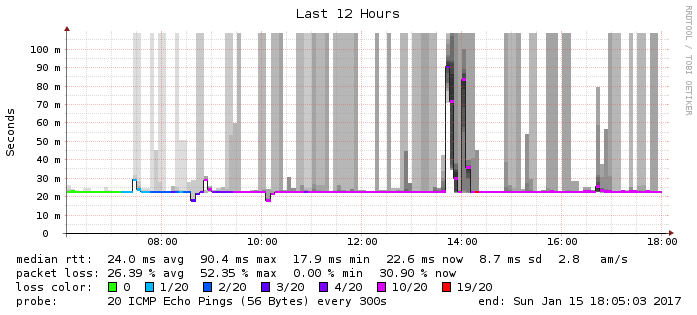 Last 12 Hours
RRDTOOL / TOBI OETIKER
Seconds
100 m
90 m
80 m
70 m
60 m
50 m
40 m
30 m
20 m
10 m
0
08:00 10:00 12:00 14:00 16:00 18:00
median rtt: 24.0 ms avg 90.4 ms max 17.9 ms min 22.6 ms now 8.7 ms sd 2.8 am/s
packet loss: 26.39 % avg 52.35 % max 0.00 % min 30.90 % now
loss color: 0 1/20 2/20 3/20 4/20 10/20 19/20
probe: 20 ICMP Echo Pings (56 Bytes) every 300s end: Sun Jan 15 18:05:03 2017